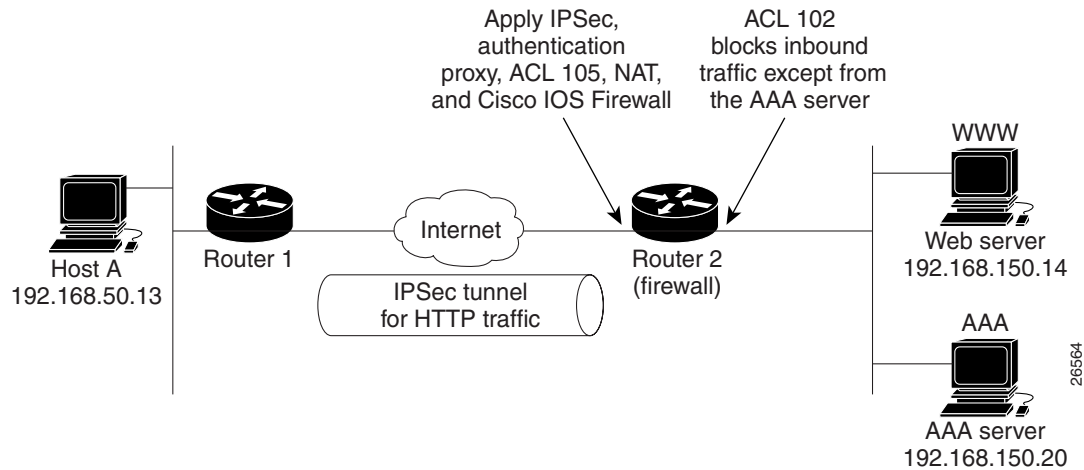 Apply IPSec,
authentication
proxy, ACL 105, NAT,
and Cisco IOS Firewall
ACL 102
blocks inbound
traffic except from
the AAA server
WWW
Host A
192.168.50.13
Router 1
Internet
IPSec tunnel
for HTTP traffic
Router 2
(firewall)
Web server
192.168.150.14
AAA
AAA server
192.168.150.20
26564